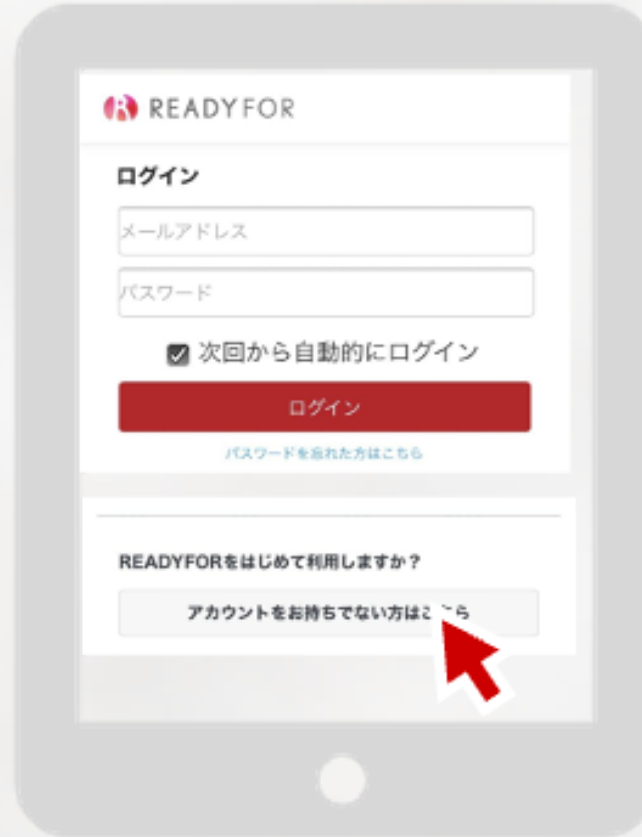 READYFOR
ログイン
メールアドレス
パスワード
次回から自動的にログイン
ログイン
パスワードを忘れた方はこちら
READYFORをはじめて利用しますか？
アカウントをお持ちでない方はこちら